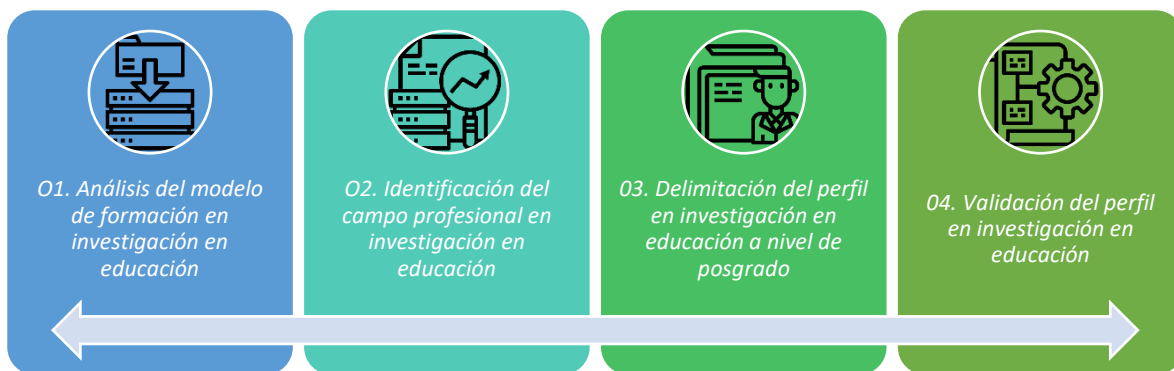 O1. Análisis del modelo
de formación en
investigación en
educación
O2. Identificación del
campo profesional en
investigación en
educación
03. Delimitación del perfil
en investigación en
educación a nivel de
posgrado
04. Validación del perfil
en investigación en
educación